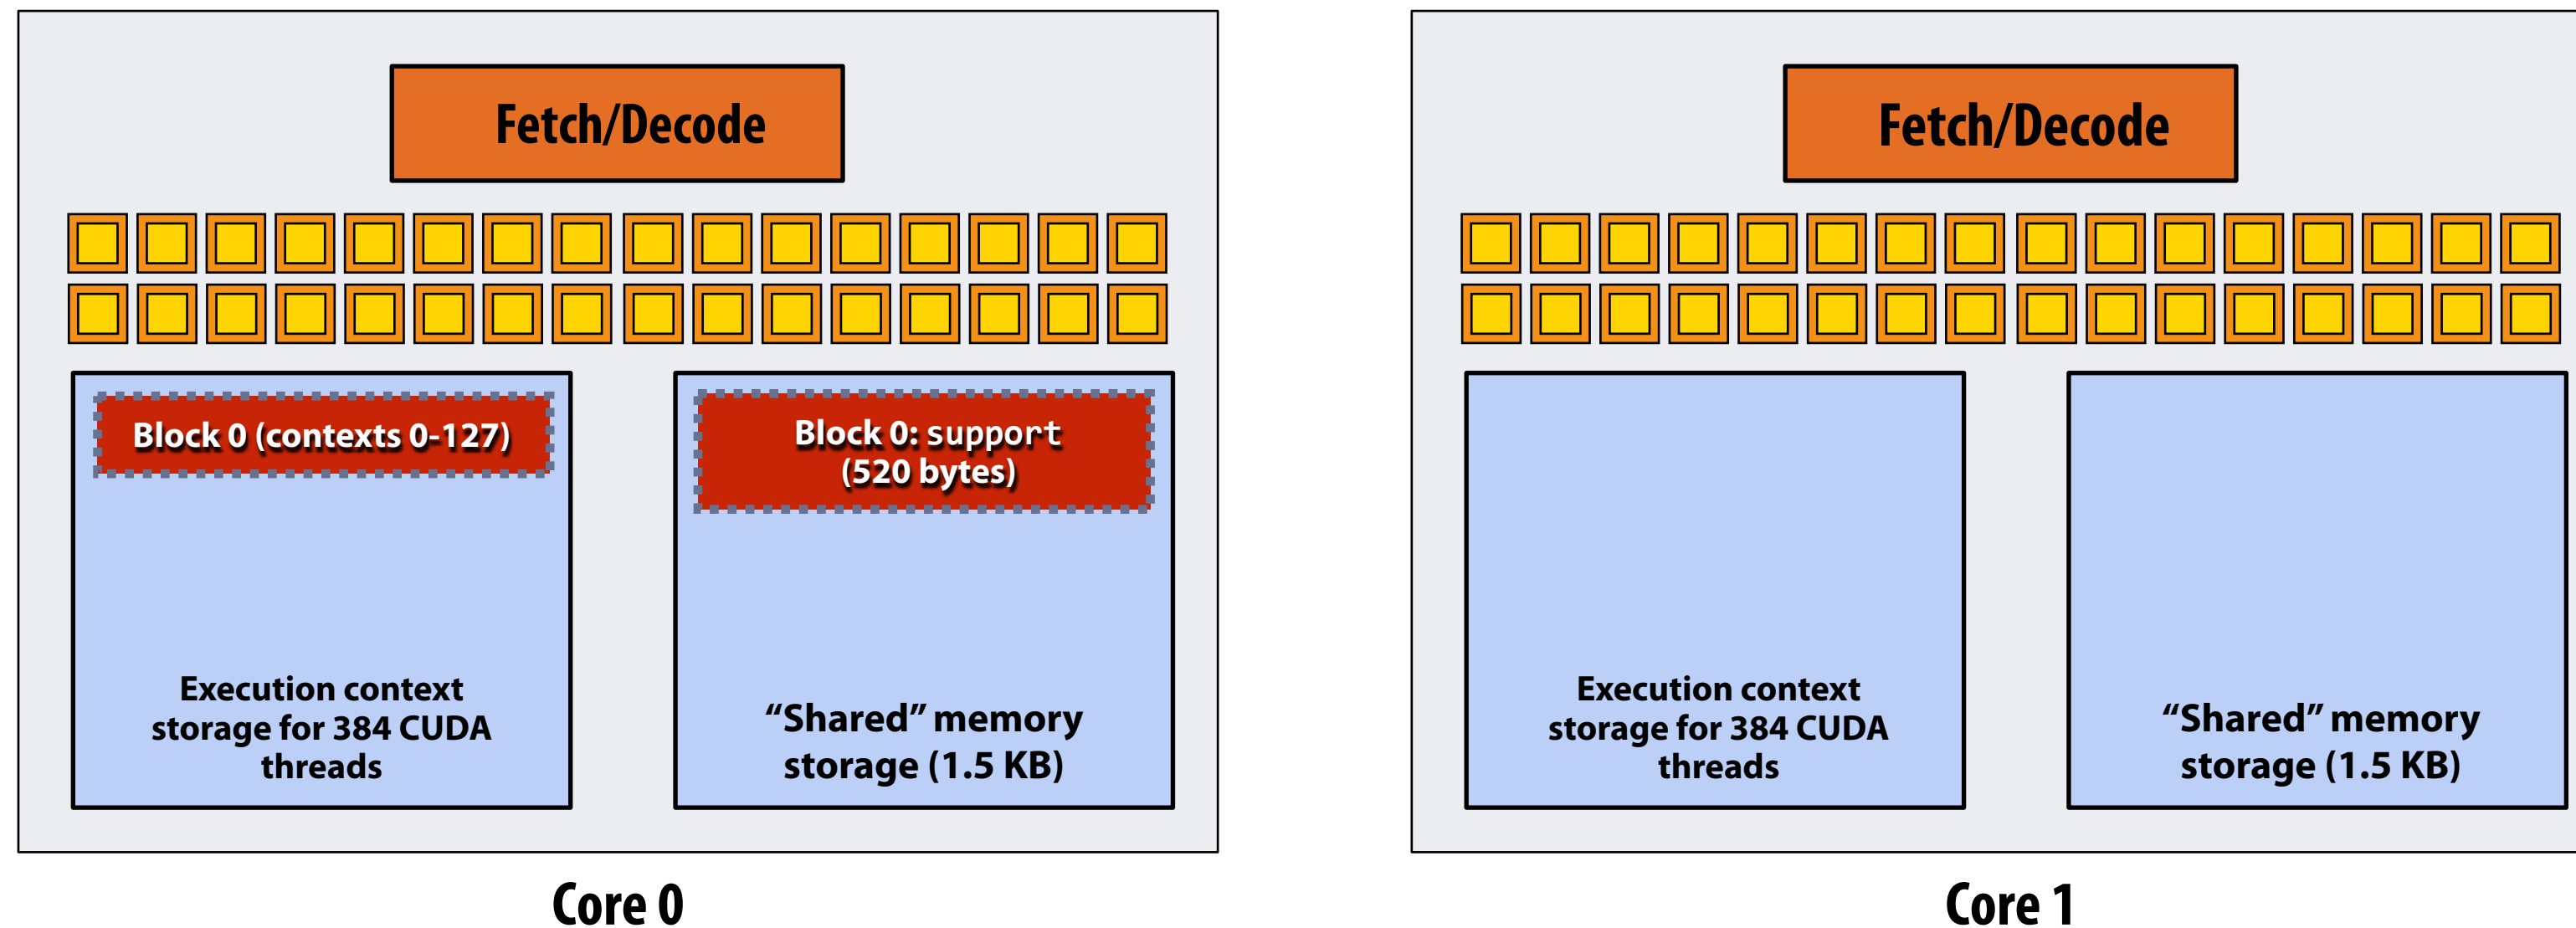 Fetch/Decode
Block 0 (contexts 0-127)
Block 0: support
(520 bytes)
Execution context
storage for 384 CUDA
threads
“Shared” memory
storage (1.5 KB)
Core 0
Fetch/Decode
Execution context
storage for 384 CUDA
threads
“Shared” memory
storage (1.5 KB)
Core 1